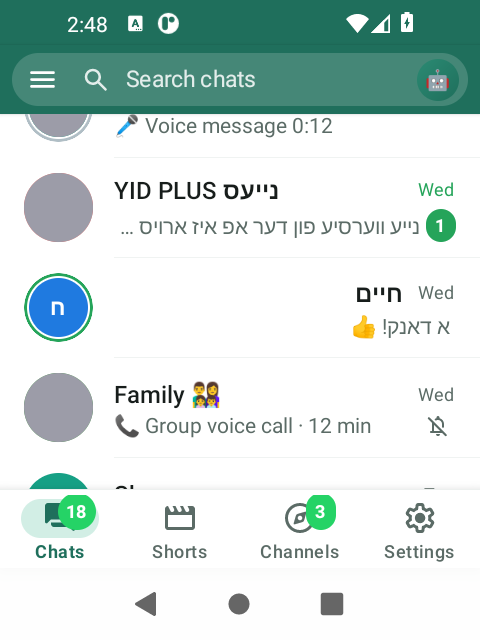 2:48
Search chats
🎤 Voice message 0:12
YID PLUS נייעס
Wed
נייע ווערסיע פון דער אפ איז ארויס ...
1
ח
חיים
Wed
א דאנק! 👍
Family 👨‍👩‍👧‍👦
Wed
📞 Group voice call · 12 min
18
3
Chats
Shorts
Channels
Settings